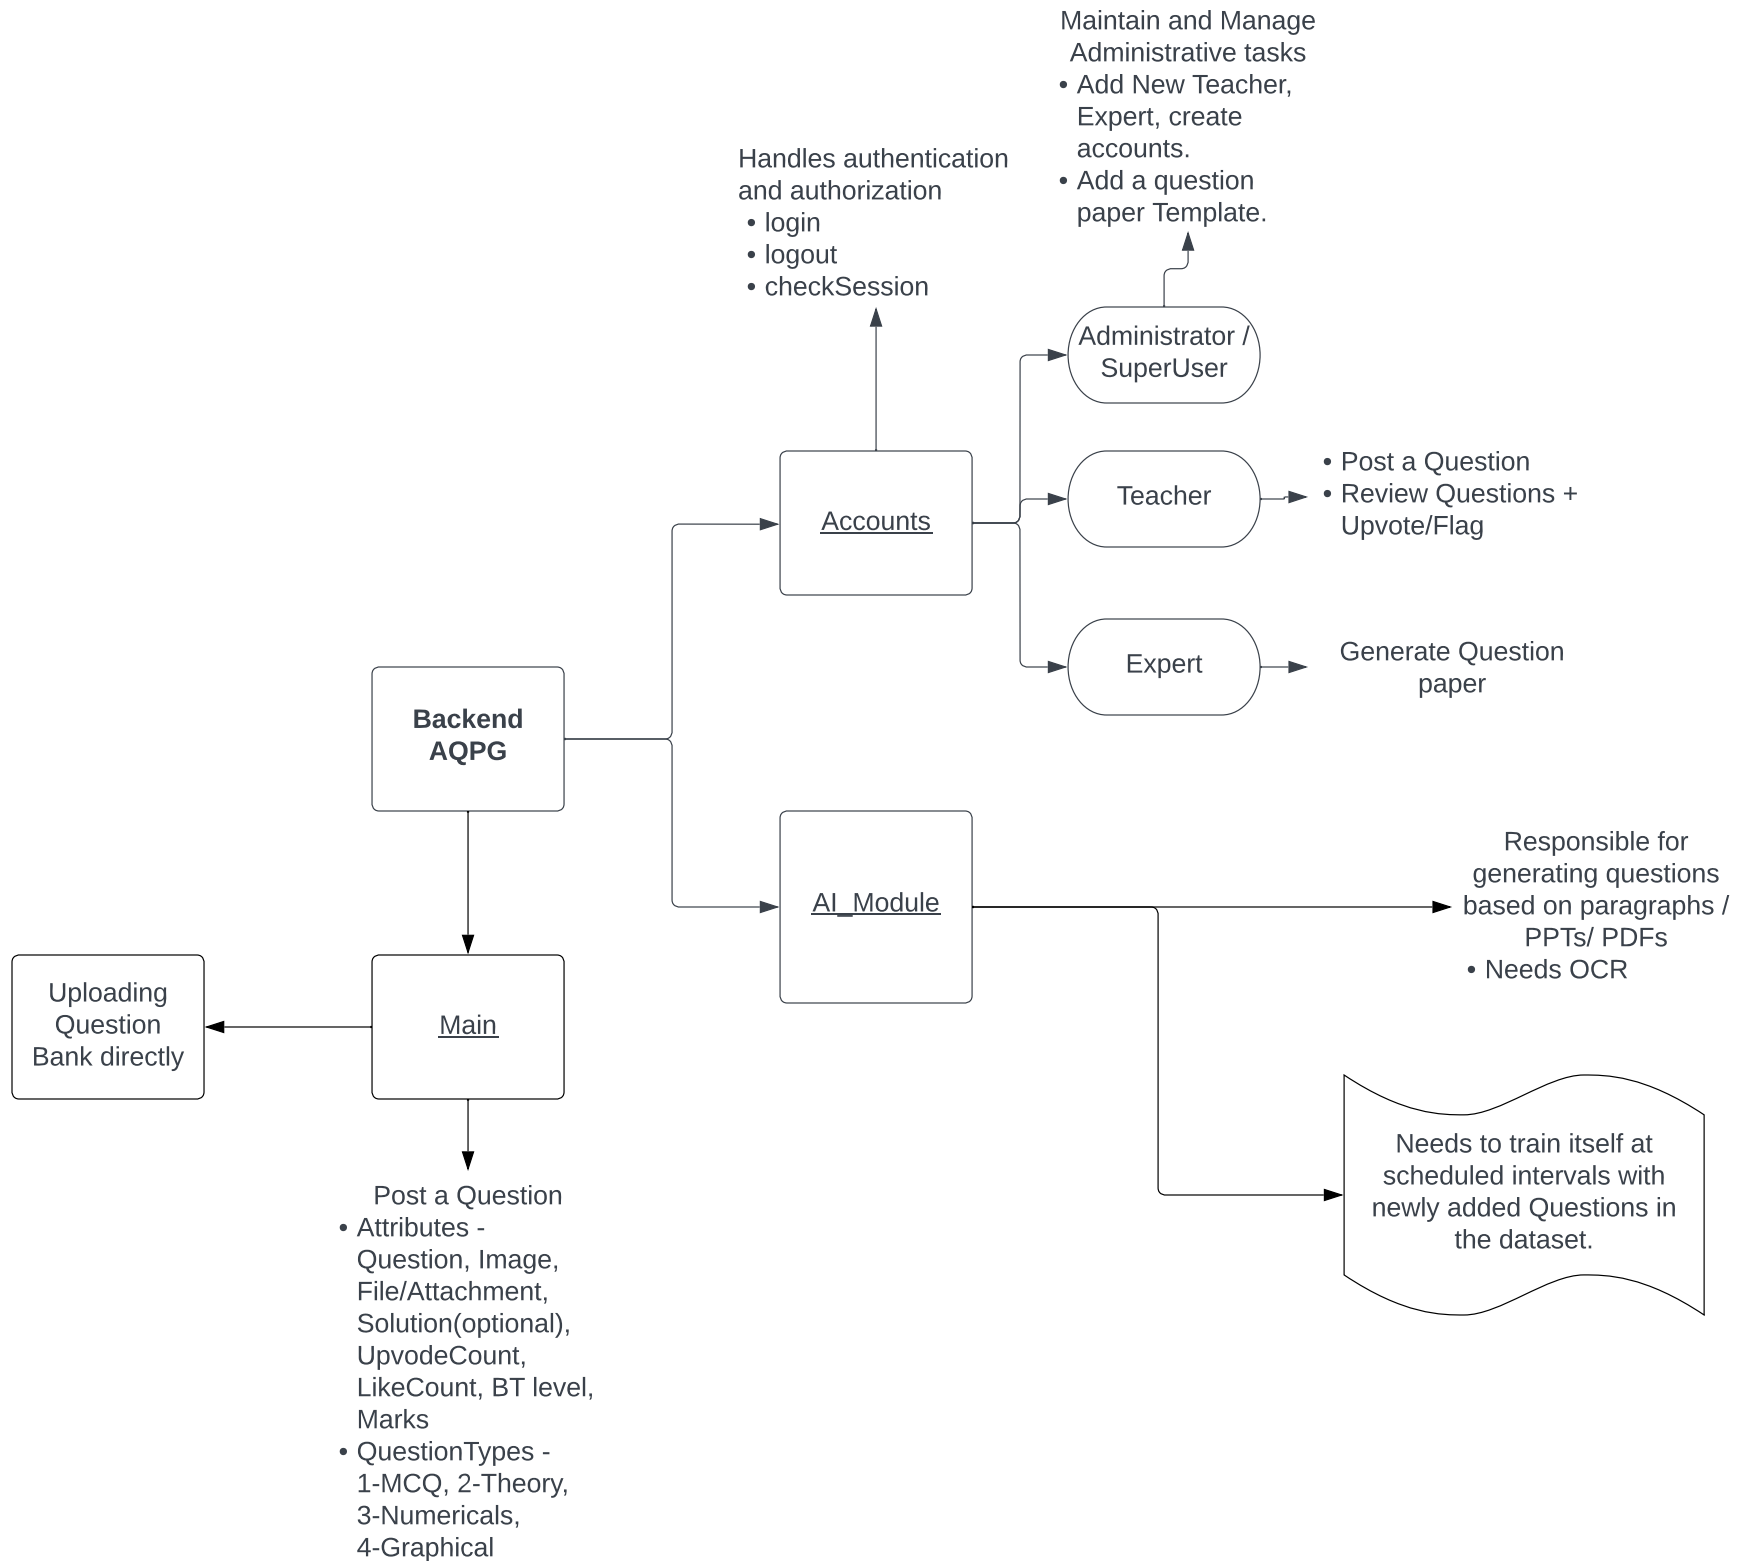 Maintain and Manage
Administrative tasks
• Add New Teacher,
Expert, create
accounts.
• Add a question
paper Template.
Handles authentication
and authorization
• login
• logout
• checkSession
Administrator /
SuperUser
Accounts
Teacher
• Post a Question
• Review Questions +
Upvote/Flag
Expert
Generate Question
paper
Backend
AQPG
AI_Module
Responsible for
generating questions
based on paragraphs /
PPTs/ PDFs
• Needs OCR
Uploading
Question
Bank directly
Main
Needs to train itself at
scheduled intervals with
newly added Questions in
the dataset.
Post a Question
• Attributes -
Question, Image,
File/Attachment,
Solution(optional),
UpvodeCount,
LikeCount, BT level,
Marks
• QuestionTypes -
1-MCQ, 2-Theory,
3-Numericals,
4-Graphical